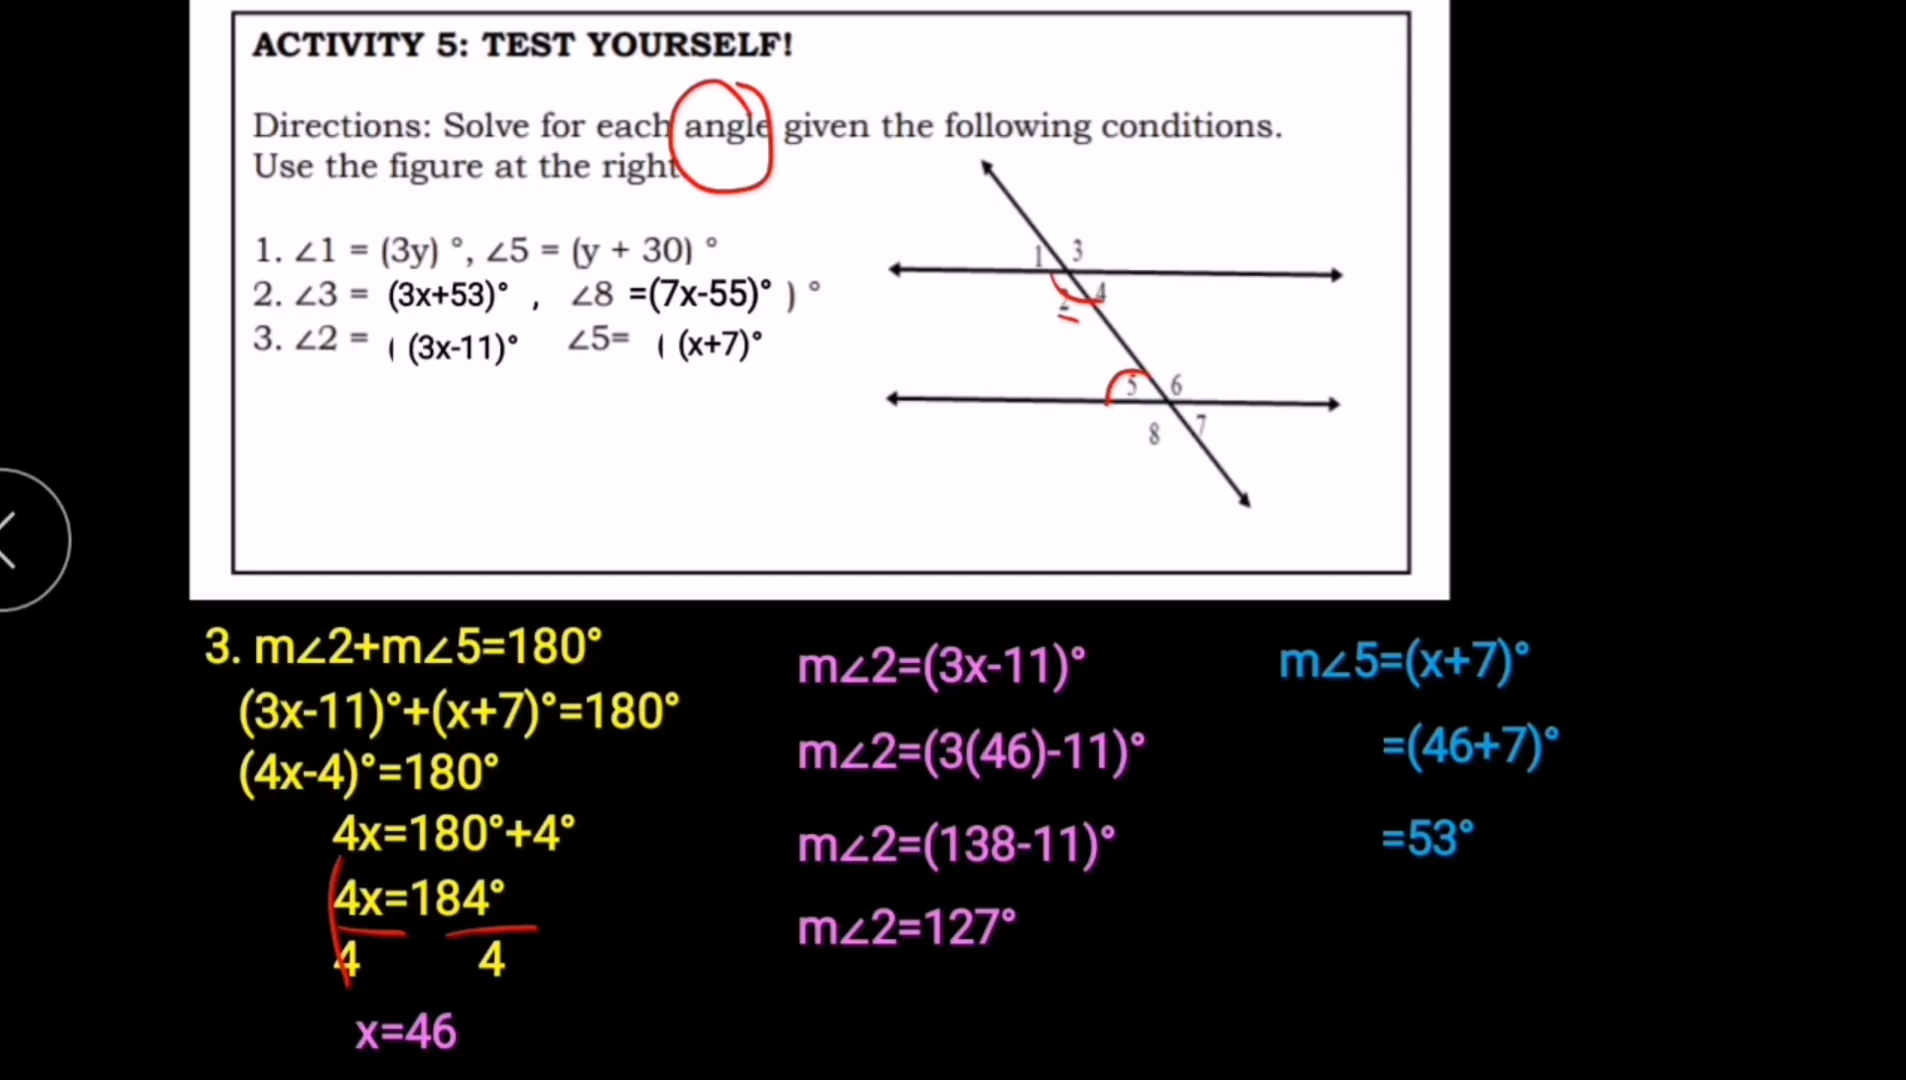 ACTIVITY 5: TEST YOURSELF!
Directions: Solve for each angle given the following conditions.
Use the figure at the right
1. ∠1 = (3y) °, ∠5 = (y + 30) °
2. ∠3 = (3x+53)° , ∠8 =(7x-55)° ) °
3. ∠2 = ( (3x-11)° ∠5= ( (x+7)°
1 3
2 4
5 6
8 7
3. m∠2+m∠5=180°
(3x-11)°+(x+7)°=180°
(4x-4)°=180°
4x=180°+4°
4x=184°
4 4
x=46
m∠2=(3x-11)°
m∠2=(3(46)-11)°
m∠2=(138-11)°
m∠2=127°
m∠5=(x+7)°
=(46+7)°
=53°